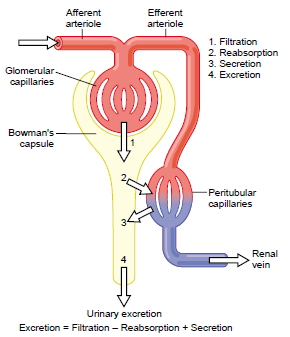 Afferent
arteriole
Efferent
arteriole
1. Filtration
2. Reabsorption
3. Secretion
4. Excretion
Glomerular
capillaries
Bowman's
capsule
1
2
Peritubular
capillaries
3
4
Renal
vein
Urinary excretion
Excretion = Filtration – Reabsorption + Secretion